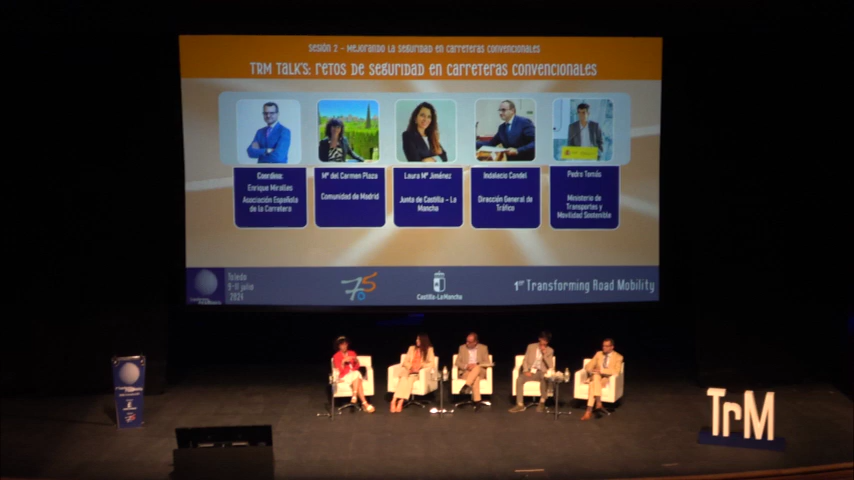 Sesión 2 - Mejorando la seguridad en carreteras convencionales
TRM Talks: Retos de seguridad en carreteras convencionales
Coordina:
Enrique Miralles
Asociación Española
de la Carretera
Mª del Carmen Plaza
Comunidad de Madrid
Laura Mª Jiménez
Junta de Castilla - La
Mancha
Indalecio Candel
Dirección General de
Tráfico
Pedro Tomás
Ministerio de
Transportes y
Movilidad Sostenible
Toledo
9-11 julio
2024
75
Castilla-La Mancha
1er Transforming Road Mobility
TrM